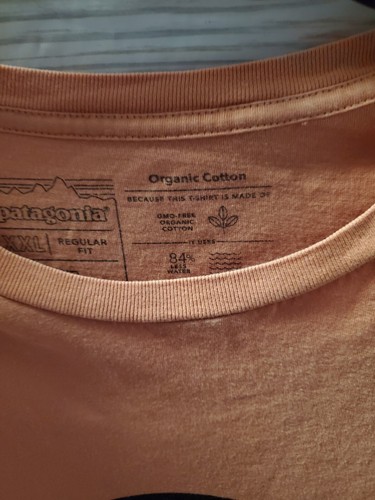 Organic Cotton
BECAUSE THIS T-SHIRT IS MADE OF
GMO-FREE
ORGANIC
COTTON
IT USES
84%
LESS
WATER
patagonia®
XXL
REGULAR
FIT